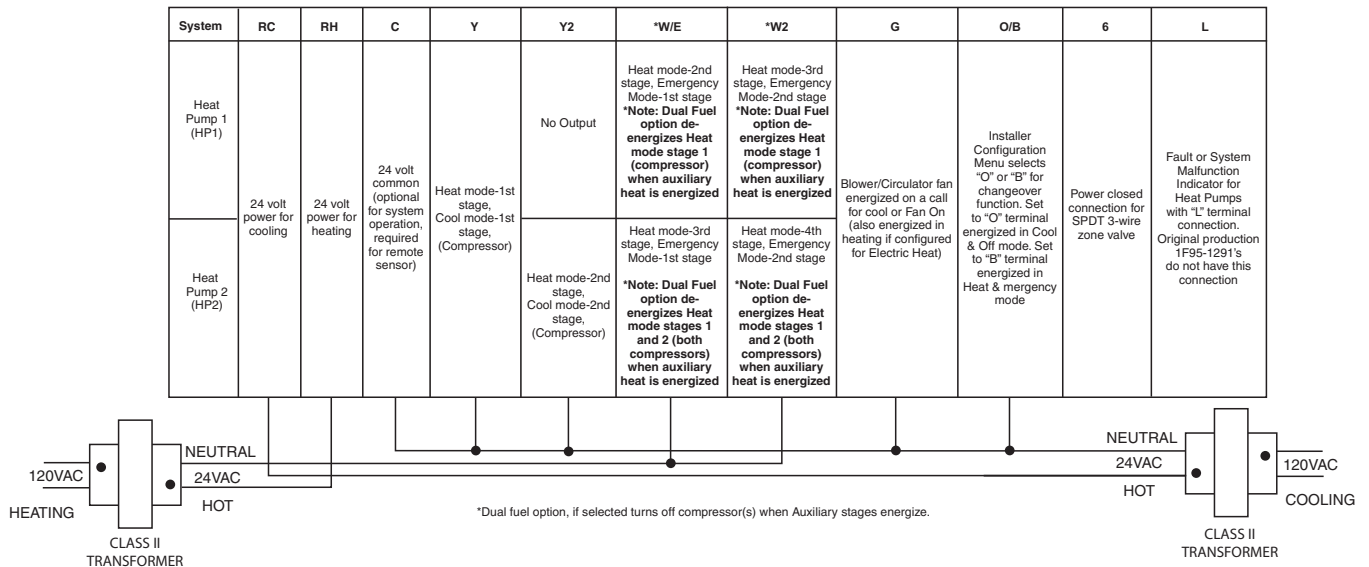 System RC RH C Y Y2 *W/E *W2 G O/B 6 L
Heat
Pump 1
(HP1)
Heat
Pump 2
(HP2)
24 volt
power for
cooling
24 volt
power for
heating
24 volt
common
(optional
for system
operation,
required
for remote
sensor)
Heat mode-1st
stage,
Cool mode-1st
stage,
(Compressor)
No Output
Heat mode-2nd
stage,
Cool mode-2nd
stage,
(Compressor)
Heat mode-2nd
stage, Emergency
Mode-1st stage
*Note: Dual Fuel
option de-
energizes Heat
mode stage 1
(compressor)
when auxiliary
heat is energized
Heat mode-3rd
stage, Emergency
Mode-1st stage
*Note: Dual Fuel
option de-
energizes Heat
mode stages 1
and 2 (both
compressors)
when auxiliary
heat is energized
Heat mode-3rd
stage, Emergency
Mode-2nd stage
*Note: Dual Fuel
option de-
energizes Heat
mode stage 1
(compressor)
when auxiliary
heat is energized
Heat mode-4th
stage, Emergency
Mode-2nd stage
*Note: Dual Fuel
option de-
energizes Heat
mode stages 1
and 2 (both
compressors)
when auxiliary
heat is energized
Blower/Circulator fan
energized on a call
for cool or Fan On
(also energized in
heating if configured
for Electric Heat)
Installer
Configuration
Menu selects
“O” or “B” for
changeover
function. Set
to “O” terminal
energized in Cool
& Off mode. Set
to “B” terminal
energized in
Heat & mergency
mode
Power closed
connection for
SPDT 3-wire
zone valve
Fault or System
Malfunction
Indicator for
Heat Pumps
with “L” terminal
connection.
Original production
1F95-1291’s
do not have this
connection
120VAC
HEATING
NEUTRAL
24VAC
HOT
CLASS II
TRANSFORMER
*Dual fuel option, if selected turns off compressor(s) when Auxiliary stages energize.
NEUTRAL
24VAC
HOT
120VAC
COOLING
CLASS II
TRANSFORMER